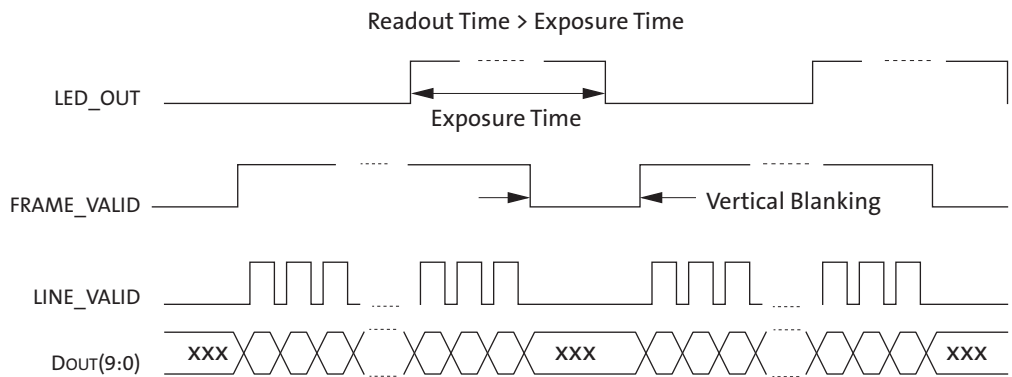 Readout Time > Exposure Time
LED_OUT
Exposure Time
FRAME_VALID
Vertical Blanking
LINE_VALID
DOUT(9:0)
XXX
XXX
XXX